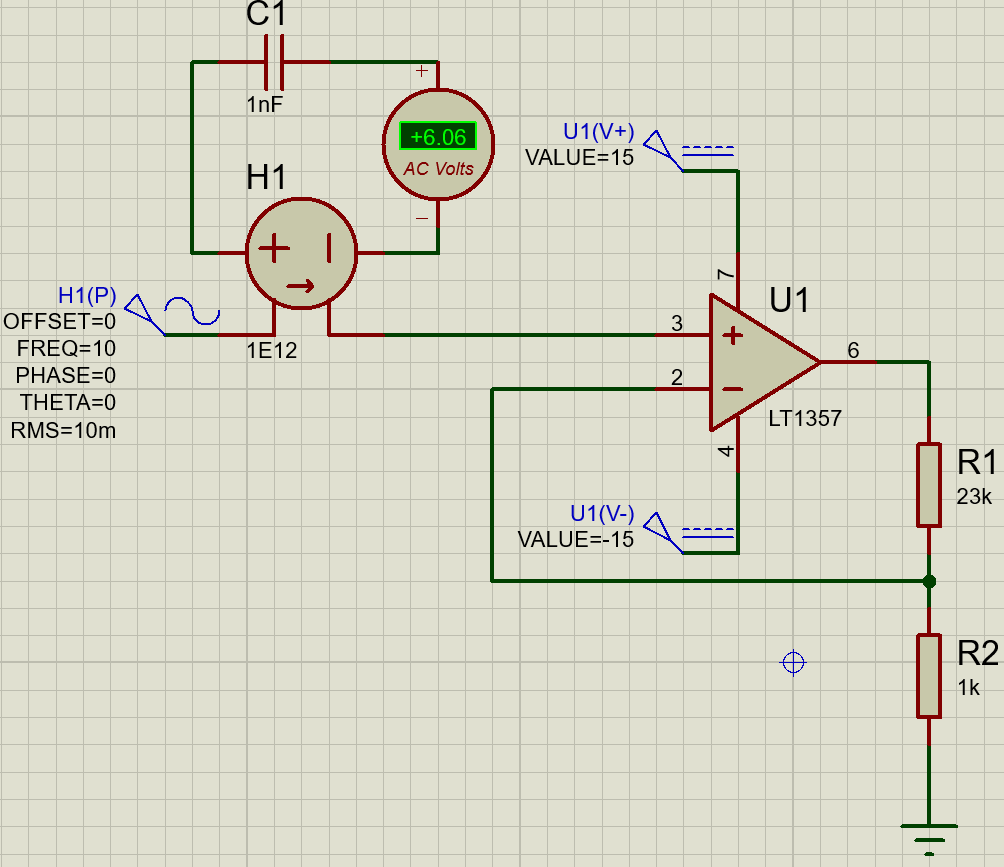 C1
1nF
+
+6.06
AC Volts
−
H1
1E12
H1(P)
OFFSET=0
FREQ=10
PHASE=0
THETA=0
RMS=10m
U1(V+)
VALUE=15
7
U1
3
2
6
4
LT1357
U1(V-)
VALUE=-15
R1
23k
R2
1k